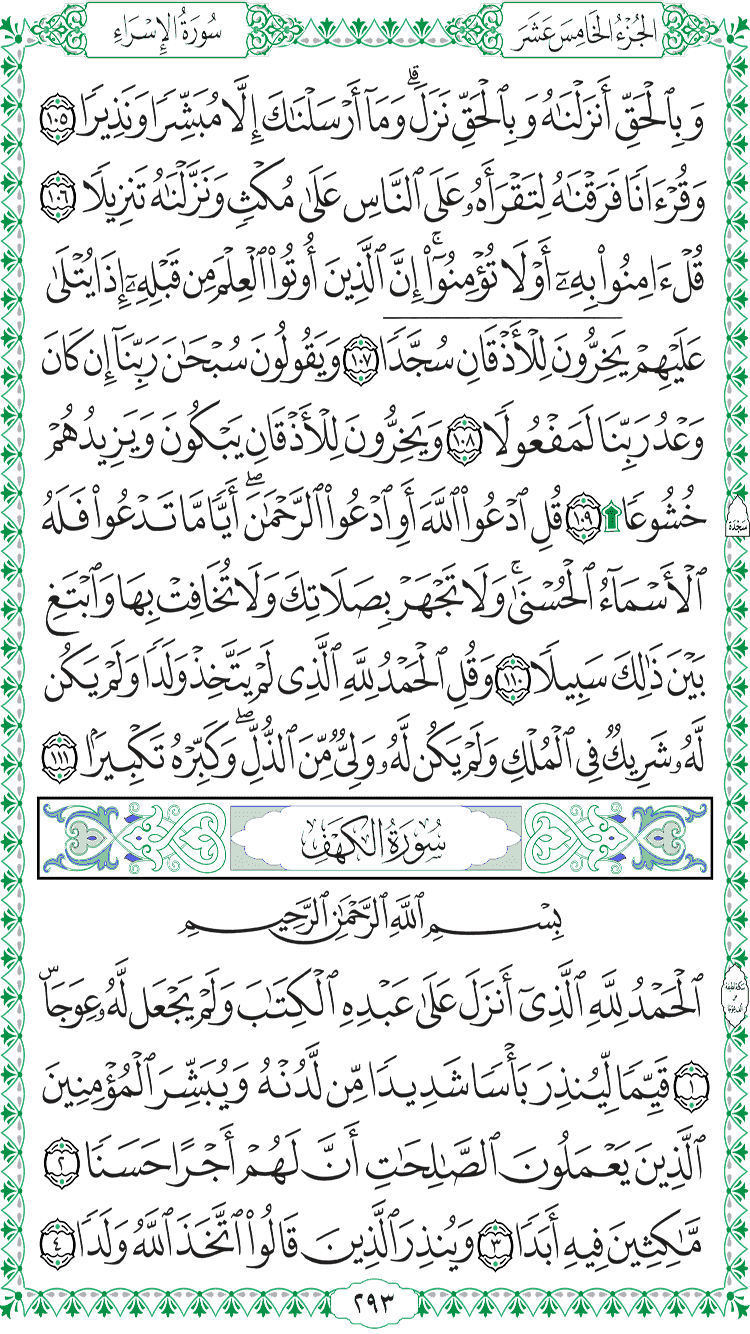 سُورَةُ الإِسْرَاءِ
الجُزْءُ الخَامِسَ عَشَرَ
وَبِٱلْحَقِّ أَنزَلْنَٰهُ وَبِٱلْحَقِّ نَزَلَ ۗ وَمَآ أَرْسَلْنَٰكَ إِلَّا مُبَشِّرًا وَنَذِيرًا ١٠٥
وَقُرْءَانًا فَرَقْنَٰهُ لِتَقْرَأَهُۥ عَلَى ٱلنَّاسِ عَلَىٰ مُكْثٍ وَنَزَّلْنَٰهُ تَنزِيلًا ١٠٦
قُلْ ءَامِنُوا۟ بِهِۦٓ أَوْ لَا تُؤْمِنُوٓا۟ ۚ إِنَّ ٱلَّذِينَ أُوتُوا۟ ٱلْعِلْمَ مِن قَبْلِهِۦٓ إِذَا يُتْلَىٰ
عَلَيْهِمْ يَخِرُّونَ لِلْأَذْقَانِ سُجَّدًا ١٠٧ وَيَقُولُونَ سُبْحَٰنَ رَبِّنَآ إِن كَانَ
وَعْدُ رَبِّنَا لَمَفْعُولًا ١٠٨ وَيَخِرُّونَ لِلْأَذْقَانِ يَبْكُونَ وَيَزِيدُهُمْ
خُشُوعًا ۩ ١٠٩ قُلِ ٱدْعُوا۟ ٱللَّهَ أَوِ ٱدْعُوا۟ ٱلرَّحْمَٰنَ ۖ أَيًّا مَّا تَدْعُوا۟ فَلَهُ
سَجْدَة
ٱلْأَسْمَآءُ ٱلْحُسْنَىٰ ۚ وَلَا تَجْهَرْ بِصَلَاتِكَ وَلَا تُخَافِتْ بِهَا وَٱبْتَغِ
بَيْنَ ذَٰلِكَ سَبِيلًا ١١٠ وَقُلِ ٱلْحَمْدُ لِلَّهِ ٱلَّذِى لَمْ يَتَّخِذْ وَلَدًا وَلَمْ يَكُن
لَّهُۥ شَرِيكٌ فِى ٱلْمُلْكِ وَلَمْ يَكُن لَّهُۥ وَلِىٌّ مِّنَ ٱلذُّلِّ ۖ وَكَبِّرْهُ تَكْبِيرًۢا ١١١
سُورَةُ الكَهْفِ
بِسْمِ ٱللَّهِ ٱلرَّحْمَٰنِ ٱلرَّحِيمِ
ٱلْحَمْدُ لِلَّهِ ٱلَّذِىٓ أَنزَلَ عَلَىٰ عَبْدِهِ ٱلْكِتَٰبَ وَلَمْ يَجْعَل لَّهُۥ عِوَجَاۜ
١ قَيِّمًا لِّيُنذِرَ بَأْسًا شَدِيدًا مِّن لَّدُنْهُ وَيُبَشِّرَ ٱلْمُؤْمِنِينَ
ٱلَّذِينَ يَعْمَلُونَ ٱلصَّٰلِحَٰتِ أَنَّ لَهُمْ أَجْرًا حَسَنًا ٢
مَّٰكِثِينَ فِيهِ أَبَدًا ٣ وَيُنذِرَ ٱلَّذِينَ قَالُوا۟ ٱتَّخَذَ ٱللَّهُ وَلَدًا ٤
٢٩٣